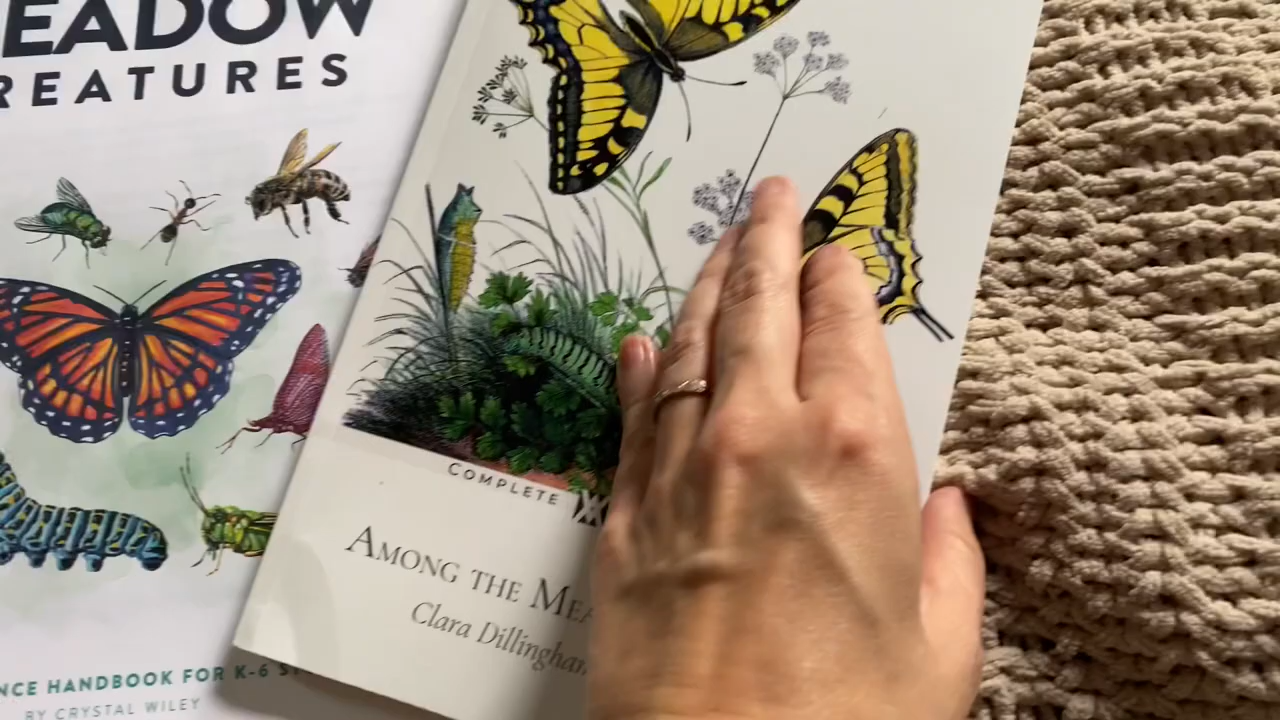 EADOW
REATURES
COMPLETE
AMONG THE MEA
Clara Dillingham
NCE HANDBOOK FOR K-6
BY CRYSTAL WILEY